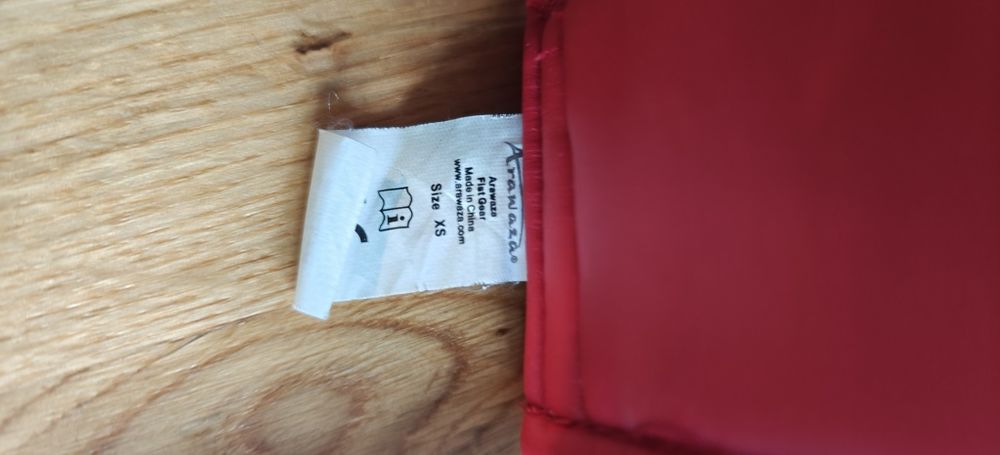 Arawaza®
Arawaza
Fist Gear
Made in China
www.arawaza.com
Size XS
i